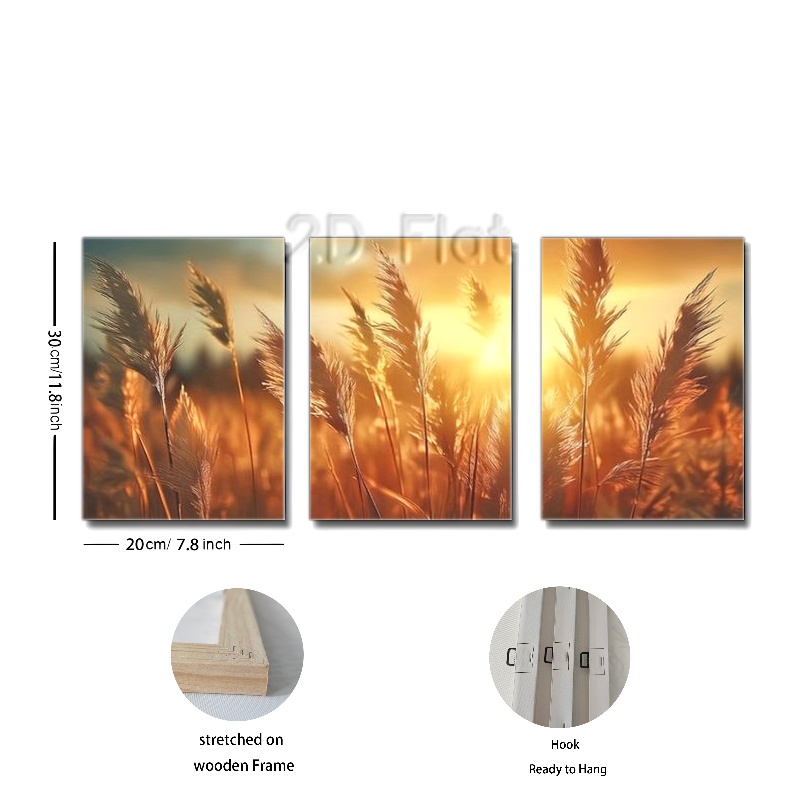 2D Flat
30cm/11.8inch
20cm/ 7.8 inch
stretched on
wooden Frame
Hook
Ready to Hang